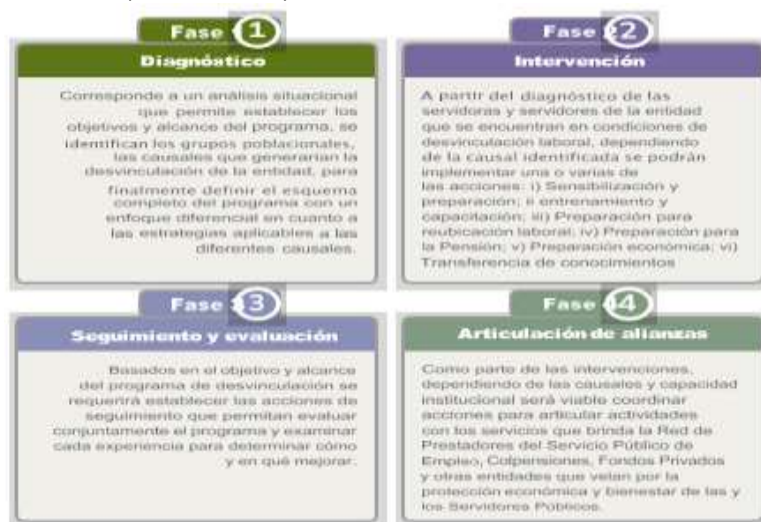 Fase 1
Diagnóstico
Corresponde a un análisis situacional
que permite establecer los
objetivos y alcance del programa, se
identifican los grupos poblacionales,
las causales que generarían la
desvinculación de la entidad, para
finalmente definir el esquema
completo del programa con un
enfoque diferencial en cuanto a
las estrategias aplicables a las
diferentes causales.
Fase 2
Intervención
A partir del diagnóstico de las
servidoras y servidores de la entidad
que se encuentran en condiciones de
desvinculación laboral, dependiendo
de la causal identificada se podrán
implementar una o varias de
las acciones: i) Sensibilización y
preparación; ii entrenamiento y
capacitación; iii) Preparación para
reubicación laboral; iv) Preparación para
la Pensión; v) Preparación económica; vi)
Transferencia de conocimientos
Fase 3
Seguimiento y evaluación
Basados en el objetivo y alcance
del programa de desvinculación se
requerirá establecer las acciones de
seguimiento que permitan evaluar
conjuntamente el programa y examinar
cada experiencia para determinar cómo
y en qué mejorar.
Fase 4
Articulación de alianzas
Como parte de las intervenciones,
dependiendo de las causales y capacidad
institucional será viable coordinar
acciones para articular actividades
con los servicios que brinda la Red de
Prestadores del Servicio Público de
Empleo, Colpensiones, Fondos Privados
y otras entidades que velan por la
protección económica y bienestar de las y
los Servidores Públicos.